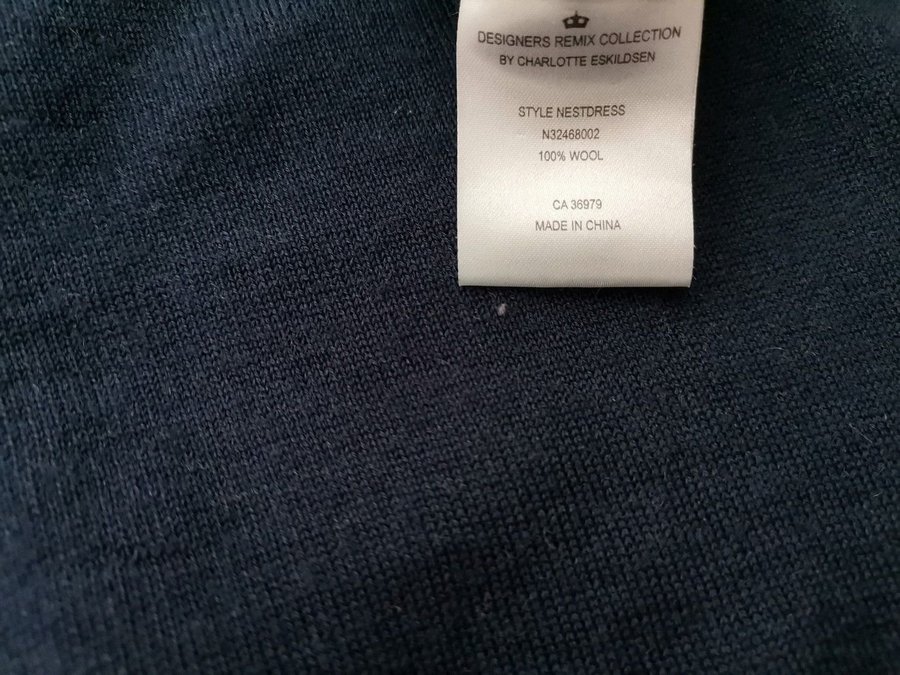 DESIGNERS REMIX COLLECTION
BY CHARLOTTE ESKILDSEN
STYLE NESTDRESS
N32468002
100% WOOL
CA 36979
MADE IN CHINA